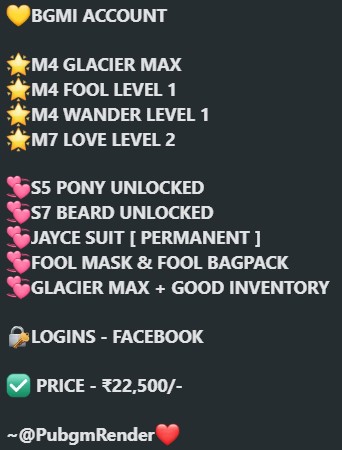 💛BGMI ACCOUNT
🌟M4 GLACIER MAX
🌟M4 FOOL LEVEL 1
🌟M4 WANDER LEVEL 1
🌟M7 LOVE LEVEL 2
💞S5 PONY UNLOCKED
💞S7 BEARD UNLOCKED
💞JAYCE SUIT [ PERMANENT ]
💞FOOL MASK & FOOL BAGPACK
💞GLACIER MAX + GOOD INVENTORY
🔐LOGINS - FACEBOOK
✅ PRICE - ₹22,500/-
~@PubgmRender❤️